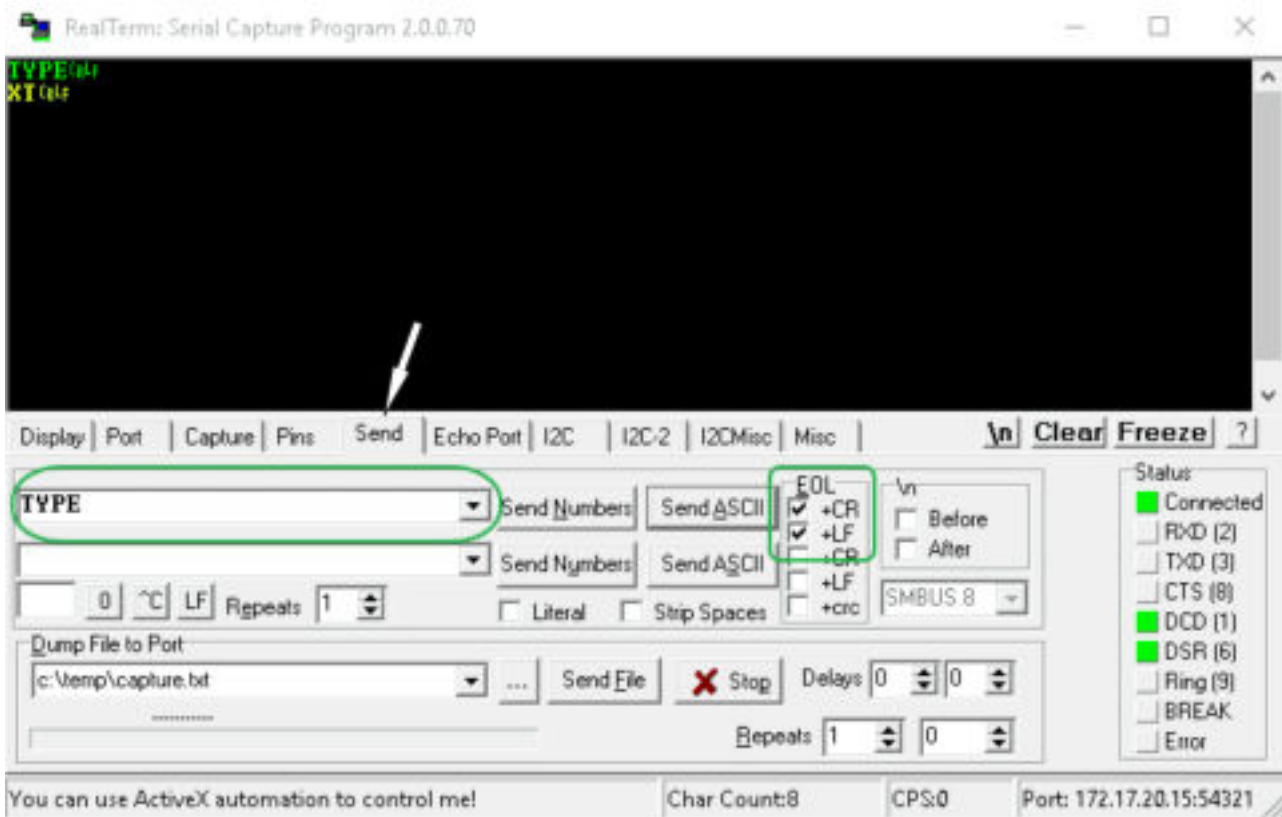 RealTerm: Serial Capture Program 2.0.0.70
TYPE
XT
Display Port Capture Pins Send Echo Port I2C I2C-2 I2CMisc Misc \n Clear Freeze ?
TYPE Send Numbers Send ASCII
EOL
+CR
+LF
\n
Before
After
Send Numbers Send ASCII
+CR
+LF
+crc
SMBUS 8
0 ^C LF Repeats 1 Literal Strip Spaces
Dump File to Port
c:\temp\capture.txt ... Send File Stop Delays 0 0
Repeats 1 0
Status
Connected
RXD (2)
TXD (3)
CTS (8)
DCD (1)
DSR (6)
Ring (9)
BREAK
Error
You can use ActiveX automation to control me! Char Count:8 CPS:0 Port: 172.17.20.15:54321